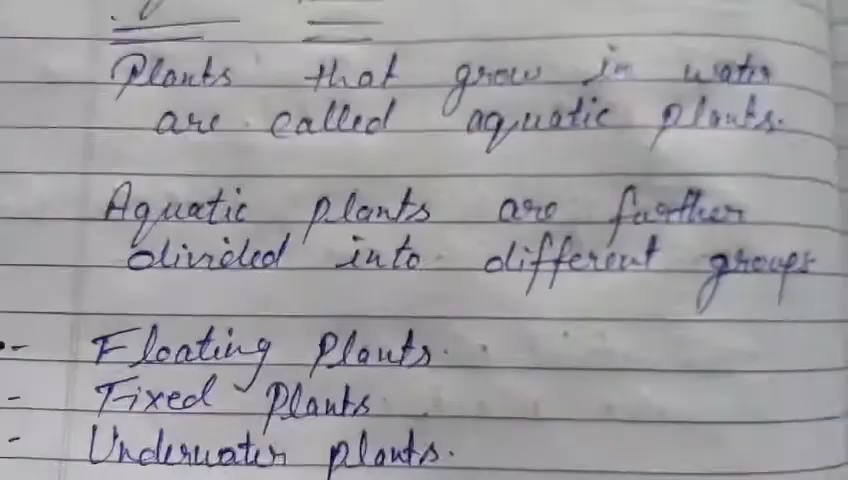 Plants that grow in water
are called aquatic plants.
Aquatic plants are further
divided into different groups
- Floating Plants.
- Fixed Plants
- Underwater plants.